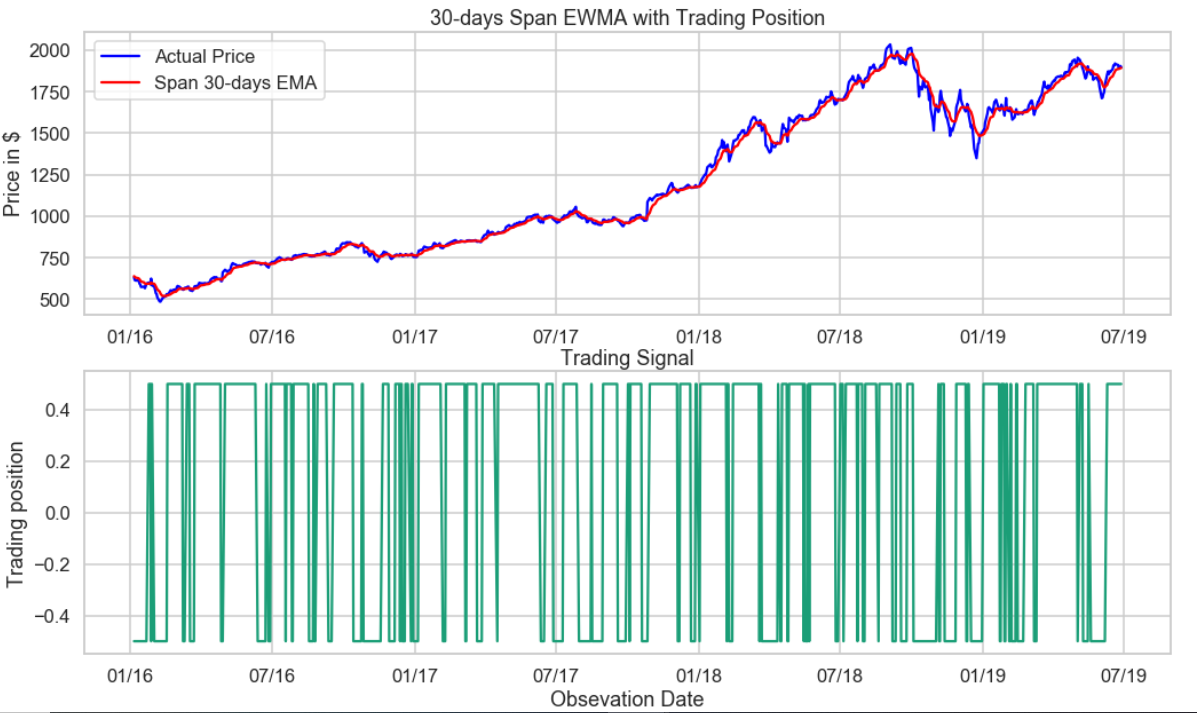 30-days Span EWMA with Trading Position
Actual Price
Span 30-days EMA
2000
1750
1500
1250
1000
750
500
Price in $
01/16 07/16 01/17 07/17 01/18 07/18 01/19 07/19
Trading Signal
0.4
0.2
0.0
−0.2
−0.4
Trading position
01/16 07/16 01/17 07/17 01/18 07/18 01/19 07/19
Obsevation Date